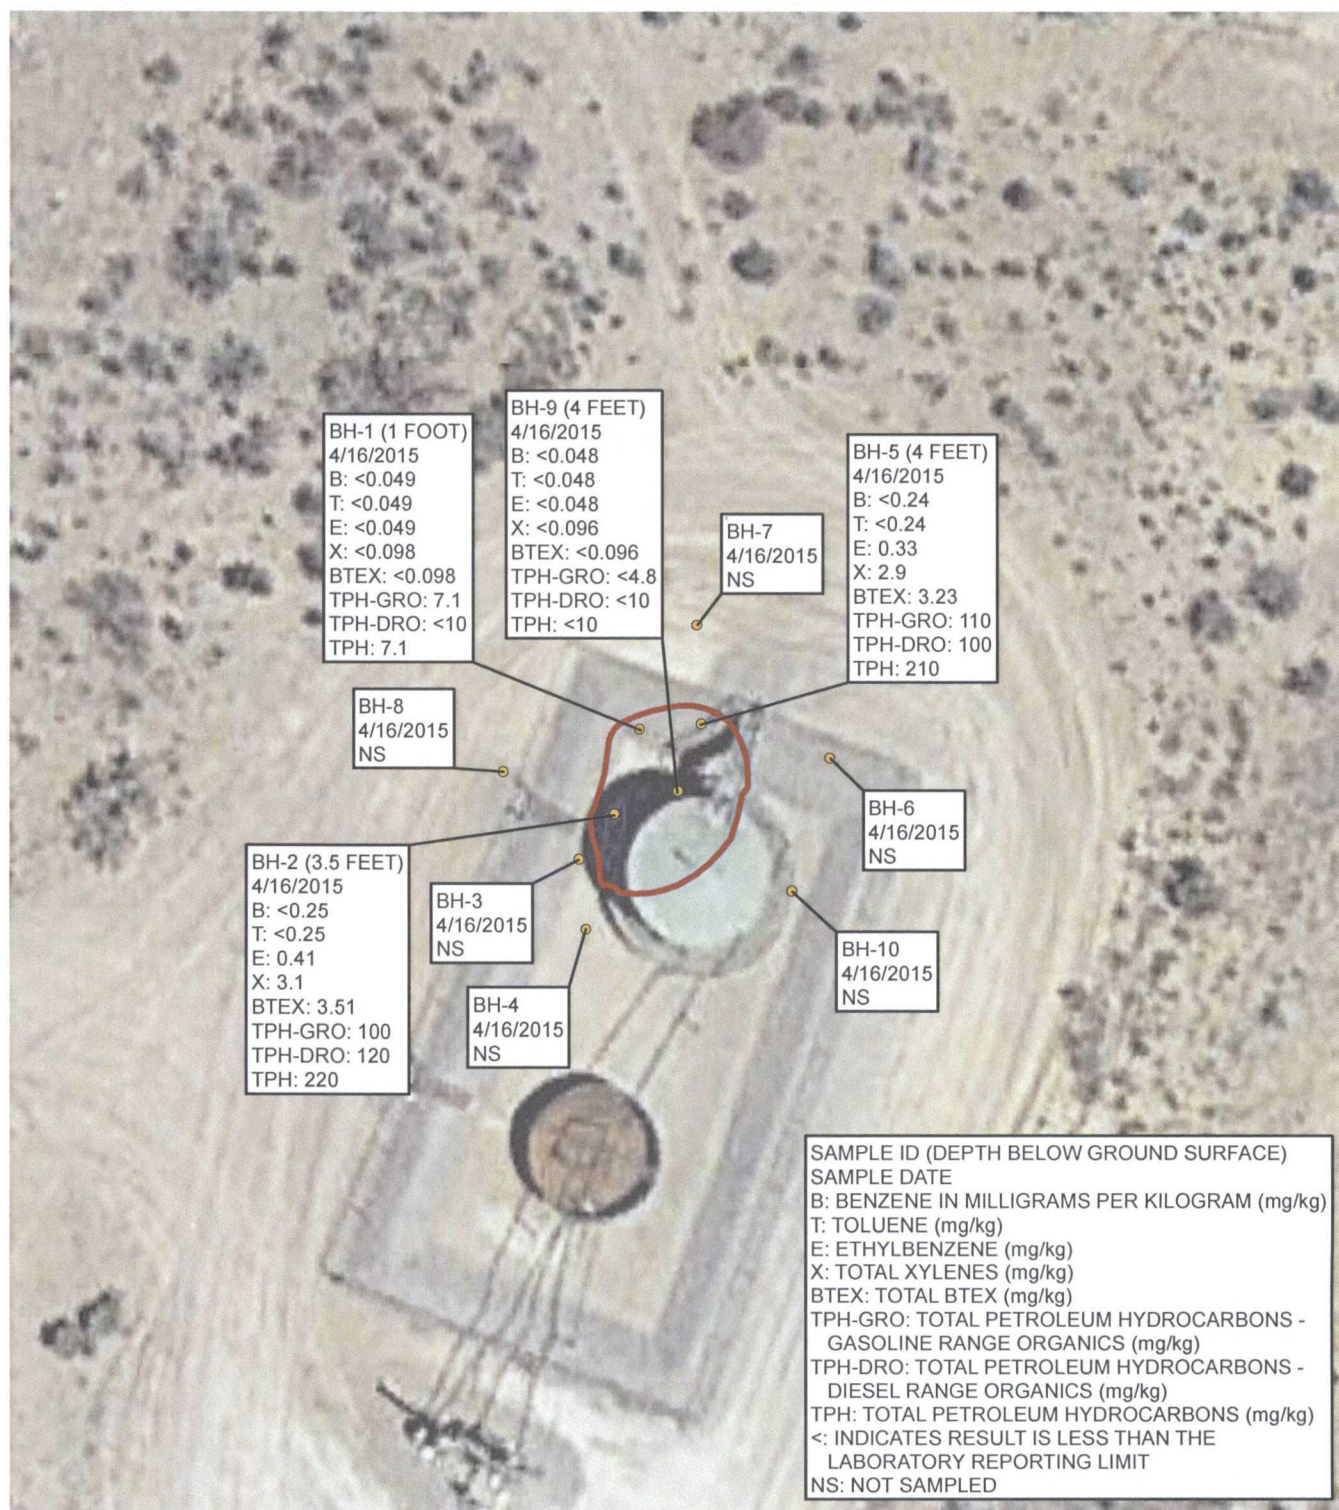 BH-1 (1 FOOT)
4/16/2015
B: <0.049
T: <0.049
E: <0.049
X: <0.098
BTEX: <0.098
TPH-GRO: 7.1
TPH-DRO: <10
TPH: 7.1
BH-9 (4 FEET)
4/16/2015
B: <0.048
T: <0.048
E: <0.048
X: <0.096
BTEX: <0.096
TPH-GRO: <4.8
TPH-DRO: <10
TPH: <10
BH-5 (4 FEET)
4/16/2015
B: <0.24
T: <0.24
E: 0.33
X: 2.9
BTEX: 3.23
TPH-GRO: 110
TPH-DRO: 100
TPH: 210
BH-7
4/16/2015
NS
BH-8
4/16/2015
NS
BH-6
4/16/2015
NS
BH-2 (3.5 FEET)
4/16/2015
B: <0.25
T: <0.25
E: 0.41
X: 3.1
BTEX: 3.51
TPH-GRO: 100
TPH-DRO: 120
TPH: 220
BH-3
4/16/2015
NS
BH-10
4/16/2015
NS
BH-4
4/16/2015
NS
SAMPLE ID (DEPTH BELOW GROUND SURFACE)
SAMPLE DATE
B: BENZENE IN MILLIGRAMS PER KILOGRAM (mg/kg)
T: TOLUENE (mg/kg)
E: ETHYLBENZENE (mg/kg)
X: TOTAL XYLENES (mg/kg)
BTEX: TOTAL BTEX (mg/kg)
TPH-GRO: TOTAL PETROLEUM HYDROCARBONS -
GASOLINE RANGE ORGANICS (mg/kg)
TPH-DRO: TOTAL PETROLEUM HYDROCARBONS -
DIESEL RANGE ORGANICS (mg/kg)
TPH: TOTAL PETROLEUM HYDROCARBONS (mg/kg)
<: INDICATES RESULT IS LESS THAN THE
LABORATORY REPORTING LIMIT
NS: NOT SAMPLED